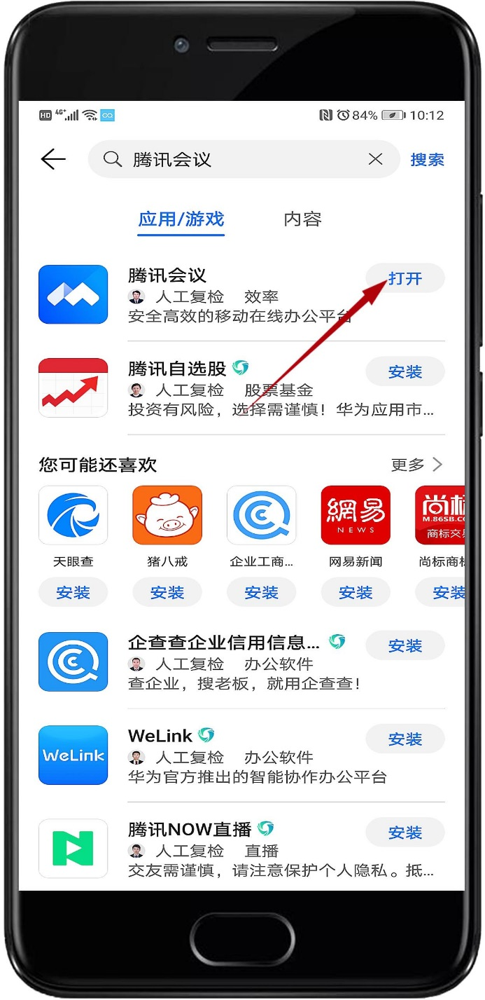 HD 4G+ 84% 10:12
腾讯会议 搜索
应用/游戏 内容
腾讯会议
打开
人工复检 效率
安全高效的移动在线办公平台
腾讯自选股
安装
人工复检 股票基金
投资有风险，选择需谨慎！华为应用市...
您可能还喜欢 更多
網易
NEWS
尚标
M.86SB.C
商标交易
天眼查 猪八戒 企业工商... 网易新闻 尚标商标
安装 安装 安装 安装 安装
企查查企业信用信息...
安装
人工复检 办公软件
查企业，搜老板，就用企查查！
WeLink
WeLink
安装
人工复检 办公软件
华为官方推出的智能协作办公平台
腾讯NOW直播
安装
人工复检 直播
交友需谨慎，请注意保护个人隐私。抵...